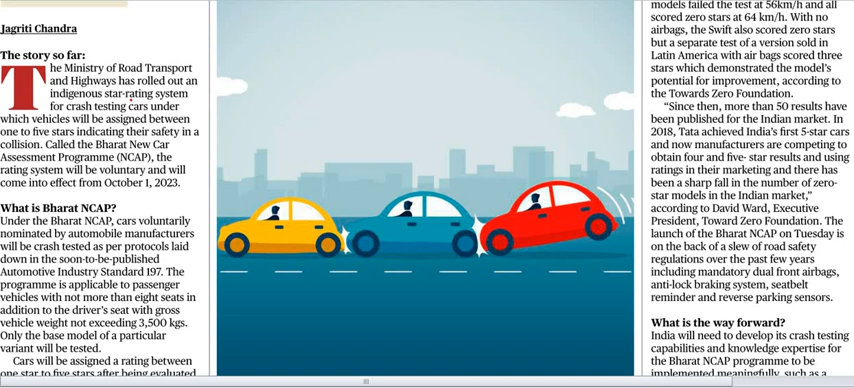 Jagriti Chandra
The story so far:
The Ministry of Road Transport
and Highways has rolled out an
indigenous star-rating system
for crash testing cars under
which vehicles will be assigned between
one to five stars indicating their safety in a
collision. Called the Bharat New Car
Assessment Programme (NCAP), the
rating system will be voluntary and will
come into effect from October 1, 2023.
What is Bharat NCAP?
Under the Bharat NCAP, cars voluntarily
nominated by automobile manufacturers
will be crash tested as per protocols laid
down in the soon-to-be-published
Automotive Industry Standard 197. The
programme is applicable to passenger
vehicles with not more than eight seats in
addition to the driver's seat with gross
vehicle weight not exceeding 3,500 kgs.
Only the base model of a particular
variant will be tested.
Cars will be assigned a rating between
one star to five stars after being evaluated
models failed the test at 56km/h and all
scored zero stars at 64 km/h. With no
airbags, the Swift also scored zero stars
but a separate test of a version sold in
Latin America with air bags scored three
stars which demonstrated the model's
potential for improvement, according to
the Towards Zero Foundation.
"Since then, more than 50 results have
been published for the Indian market. In
2018, Tata achieved India's first 5-star cars
and now manufacturers are competing to
obtain four and five- star results and using
ratings in their marketing and there has
been a sharp fall in the number of zero-
star models in the Indian market,"
according to David Ward, Executive
President, Toward Zero Foundation. The
launch of the Bharat NCAP on Tuesday is
on the back of a slew of road safety
regulations over the past few years
including mandatory dual front airbags,
anti-lock braking system, seatbelt
reminder and reverse parking sensors.
What is the way forward?
India will need to develop its crash testing
capabilities and knowledge expertise for
the Bharat NCAP programme to be
implemented meaningfully, such as a